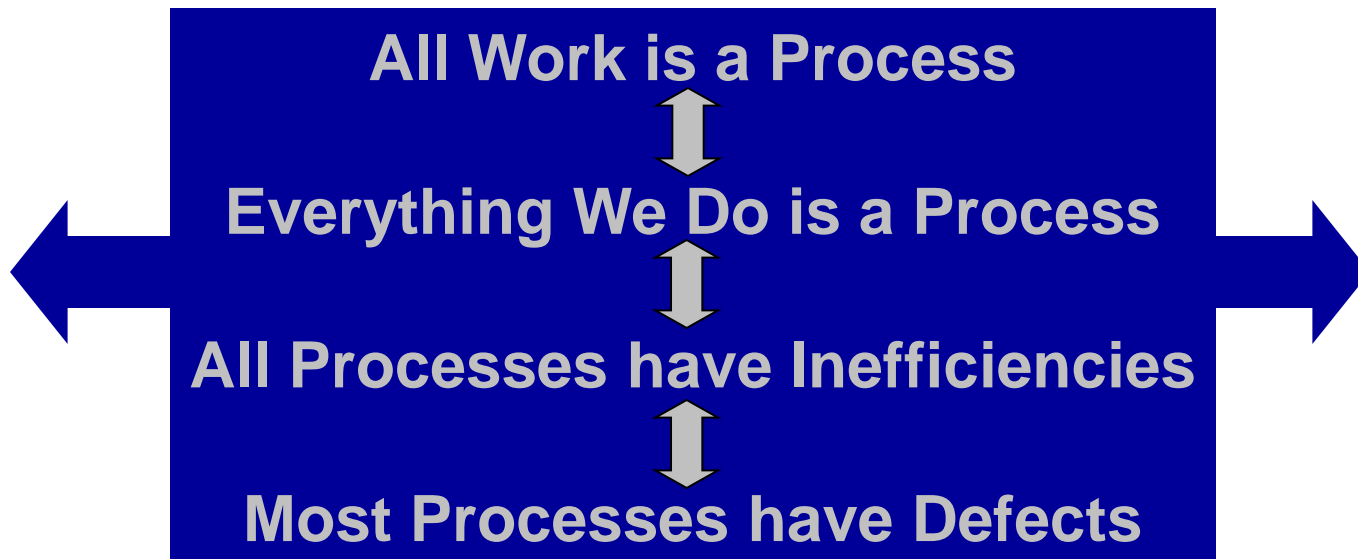 All Work is a Process
Everything We Do is a Process
All Processes have Inefficiencies
Most Processes have Defects